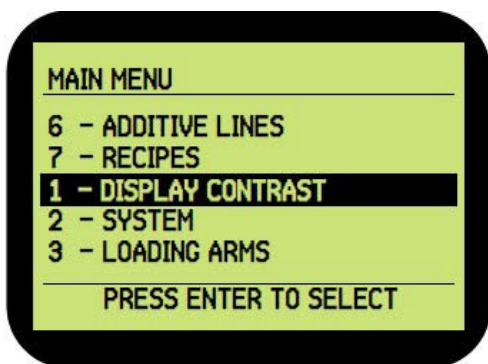 MAIN MENU
6 - ADDITIVE LINES
7 - RECIPES
1 - DISPLAY CONTRAST
2 - SYSTEM
3 - LOADING ARMS
PRESS ENTER TO SELECT